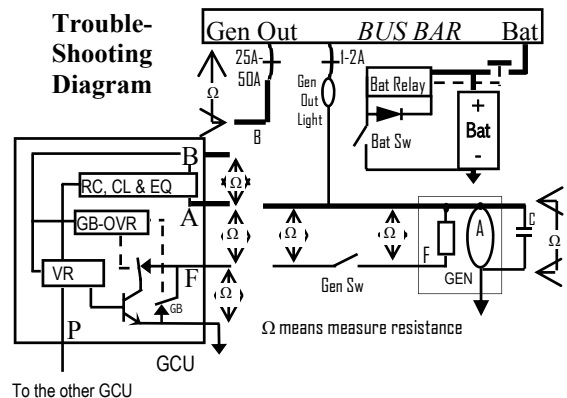 Trouble-
Shooting
Diagram
Gen Out BUS BAR Bat
25A-
50A
1-2A
Ω
Gen
Out
Light
B
Bat Relay
Bat Sw
+
Bat
-
B
RC, CL & EQ
A
GB-OVR
VR
F
GB
P
GCU
To the other GCU
Ω
Ω
Ω
Ω
Ω
Gen Sw
F
A
GEN
C
Ω
Ω means measure resistance